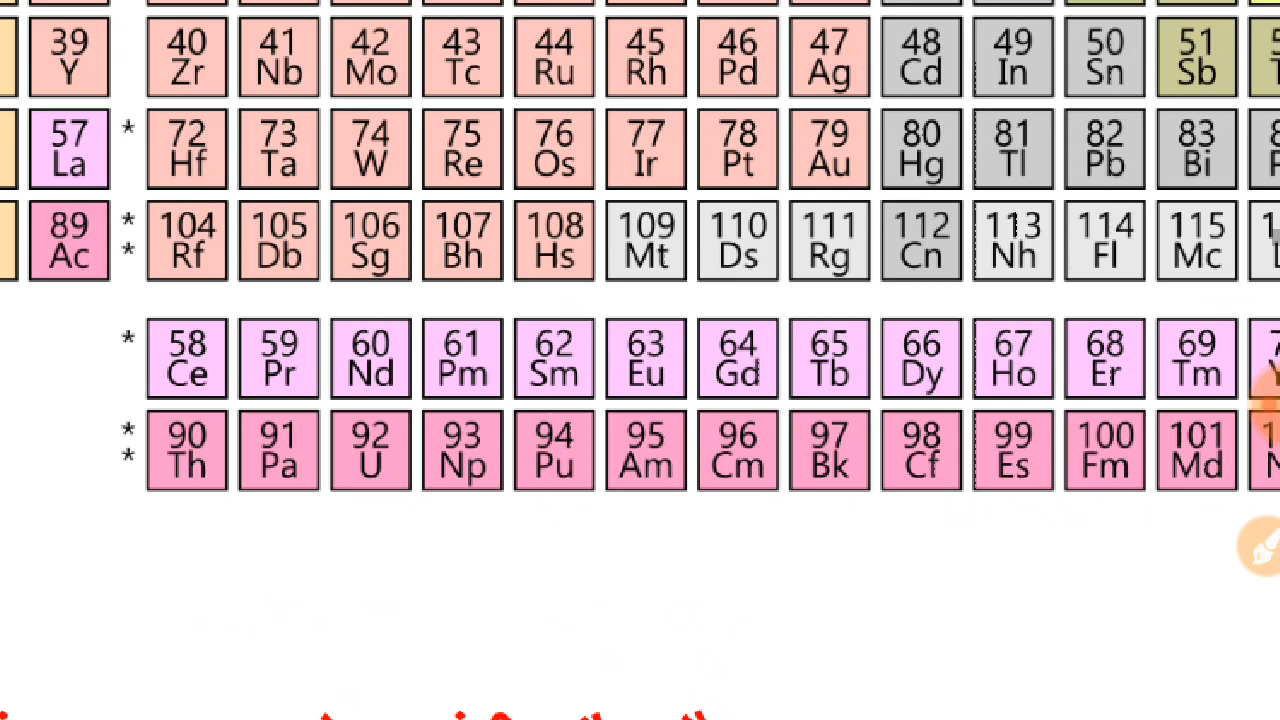 39 40 41 42 43 44 45 46 47 48 49 50 51
Y Zr Nb Mo Tc Ru Rh Pd Ag Cd In Sn Sb
57 * 72 73 74 75 76 77 78 79 80 81 82 83
La Hf Ta W Re Os Ir Pt Au Hg Tl Pb Bi
89 * 104 105 106 107 108 109 110 111 112 113 114 115
Ac * Rf Db Sg Bh Hs Mt Ds Rg Cn Nh Fl Mc
* 58 59 60 61 62 63 64 65 66 67 68 69
Ce Pr Nd Pm Sm Eu Gd Tb Dy Ho Er Tm
* 90 91 92 93 94 95 96 97 98 99 100 101
* Th Pa U Np Pu Am Cm Bk Cf Es Fm Md